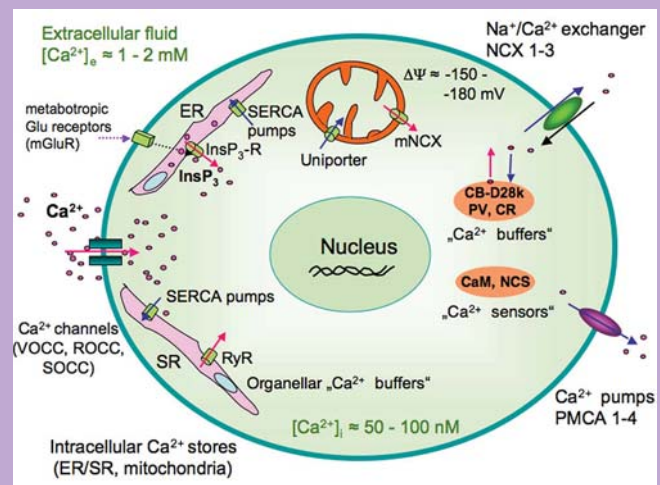 Extracellular fluid
[Ca²⁺]ₑ ≈ 1 - 2 mM
Na⁺/Ca²⁺ exchanger
NCX 1-3
ΔΨ ≈ -150 -
-180 mV
ER
SERCA
pumps
metabotropic
Glu receptors
(mGluR)
InsP₃-R
InsP₃
Uniporter
mNCX
CB-D28k
PV, CR
„Ca²⁺ buffers“
Ca²⁺
Nucleus
CaM, NCS
„Ca²⁺ sensors“
SERCA pumps
Ca²⁺ channels
(VOCC, ROCC,
SOCC)
SR
RyR
Organellar „Ca²⁺ buffers“
Ca²⁺ pumps
PMCA 1-4
[Ca²⁺]ᵢ ≈ 50 - 100 nM
Intracellular Ca²⁺ stores
(ER/SR, mitochondria)